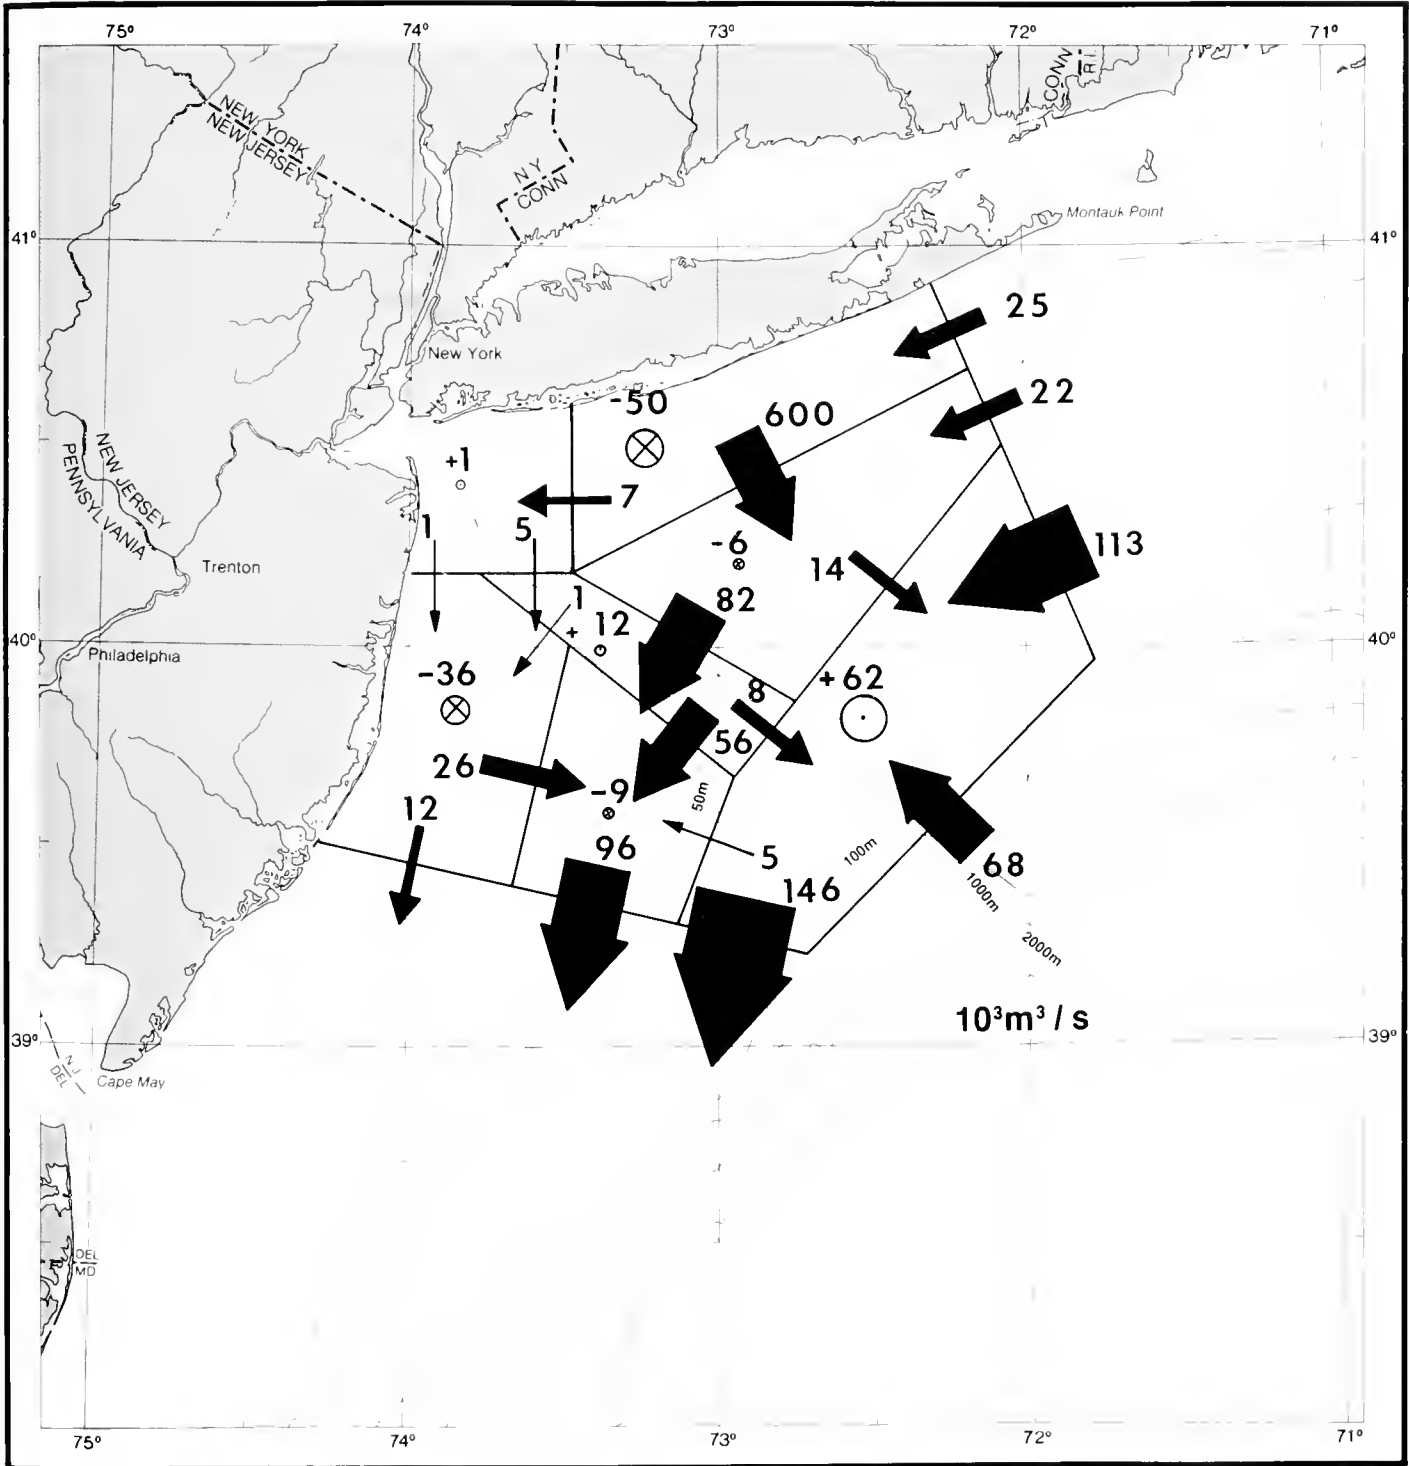 75° 74° 73° 72° 71°
CONN
R.I.
NEW YORK
NEW JERSEY
N Y
CONN
Montauk Point
41° 41°
25
New York
22
-50
600
+1
7
NEW JERSEY
PENNSYLVANIA
1
5
-6
113
14
Trenton
82
1
+ 12
40° 40°
Philadelphia
-36
8
+62
56
26
-9
50m
12
96
5
100m
68
146
1000m
2000m
10³m³ / s
39° 39°
N.J.
DEL
Cape May
DEL
MD
75° 74° 73° 72° 71°